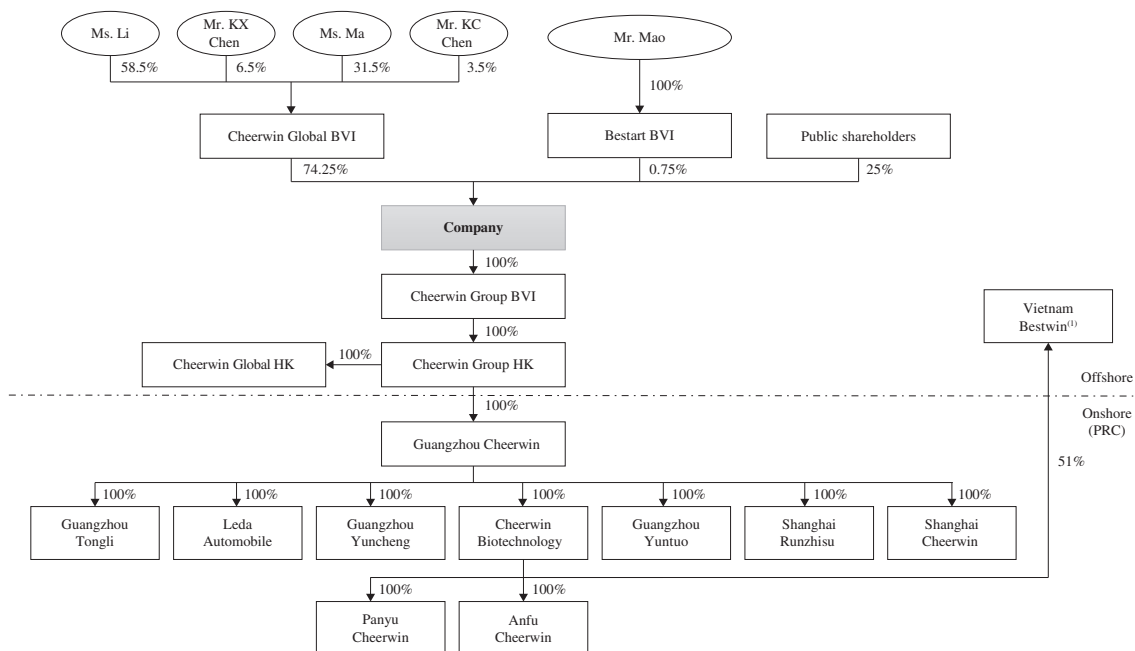 Ms. Li
Mr. KX
Chen
Ms. Ma
Mr. KC
Chen
Mr. Mao
58.5%
6.5%
31.5%
3.5%
100%
Cheerwin Global BVI
Bestart BVI
Public shareholders
74.25%
0.75%
25%
Company
100%
Cheerwin Group BVI
Vietnam
Bestwin(1)
100%
Cheerwin Global HK
100%
Cheerwin Group HK
Offshore
100%
Onshore
(PRC)
Guangzhou Cheerwin
51%
100%
100%
100%
100%
100%
100%
100%
Guangzhou
Tongli
Leda
Automobile
Guangzhou
Yuncheng
Cheerwin
Biotechnology
Guangzhou
Yuntuo
Shanghai
Runzhisu
Shanghai
Cheerwin
100%
100%
Panyu
Cheerwin
Anfu
Cheerwin